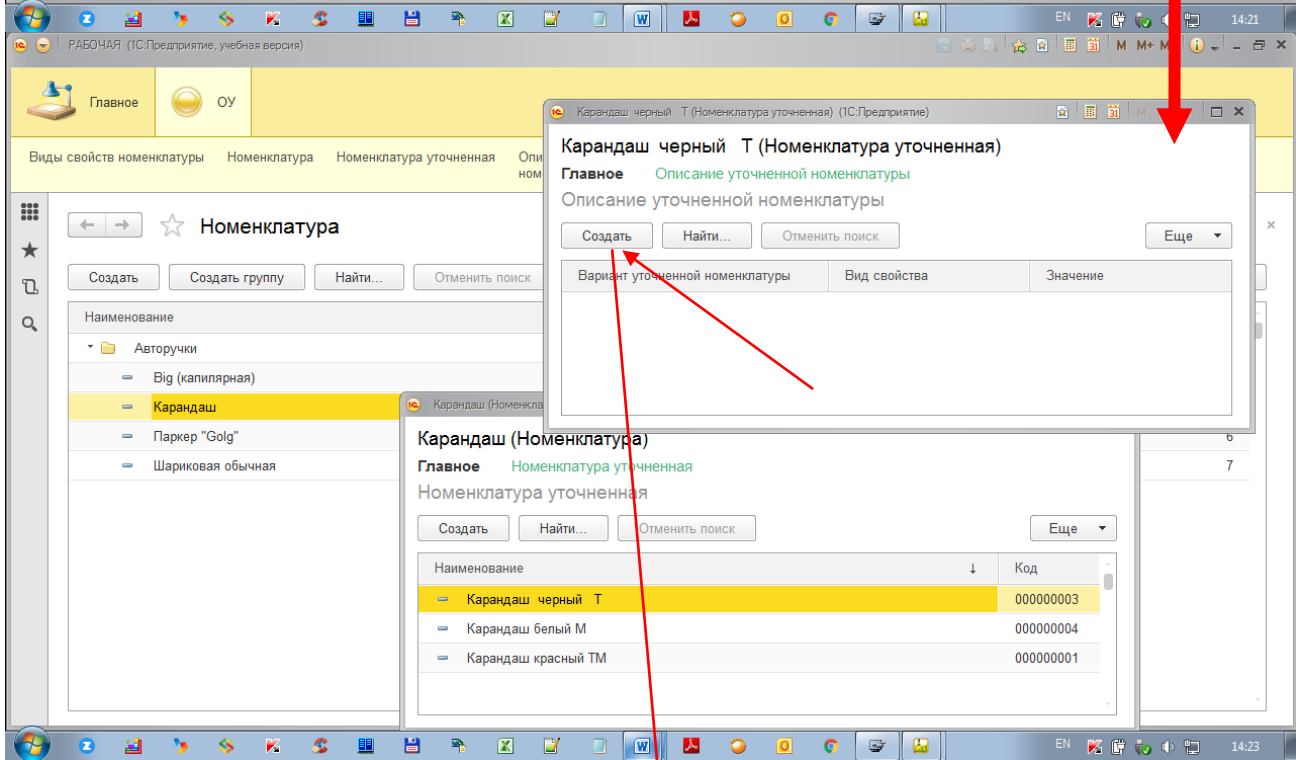 EN 14:21
РАБОЧАЯ (1С:Предприятие, учебная версия) M M+ M
Главное ОУ
Виды свойств номенклатуры Номенклатура Номенклатура уточненная Опи
ном
Карандаш черный Т (Номенклатура уточненная) (1С:Предприятие)
Карандаш черный Т (Номенклатура уточненная)
Главное Описание уточненной номенклатуры
Описание уточненной номенклатуры
Создать Найти... Отменить поиск Еще
Вариант уточненной номенклатуры Вид свойства Значение
Номенклатура
Создать Создать группу Найти... Отменить поиск
Наименование
Авторучки
Big (капилярная)
Карандаш
Паркер "Golg" 6
Шариковая обычная 7
Карандаш (Номенкла
Карандаш (Номенклатура)
Главное Номенклатура уточненная
Номенклатура уточненная
Создать Найти... Отменить поиск Еще
Наименование ↓ Код
Карандаш черный Т 000000003
Карандаш белый М 000000004
Карандаш красный ТМ 000000001
EN 14:23